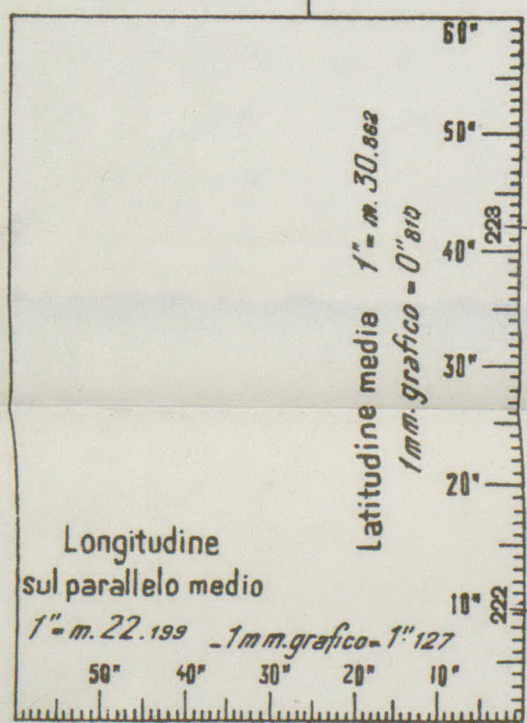 60"
50"
223
40"
30"
20"
10"
222
Latitudine media 1"= m. 30.862
1mm.grafico = 0"810
Longitudine
sul parallelo medio
1"= m. 22.199 - 1mm.grafico= 1"127
50" 40" 30" 20" 10"